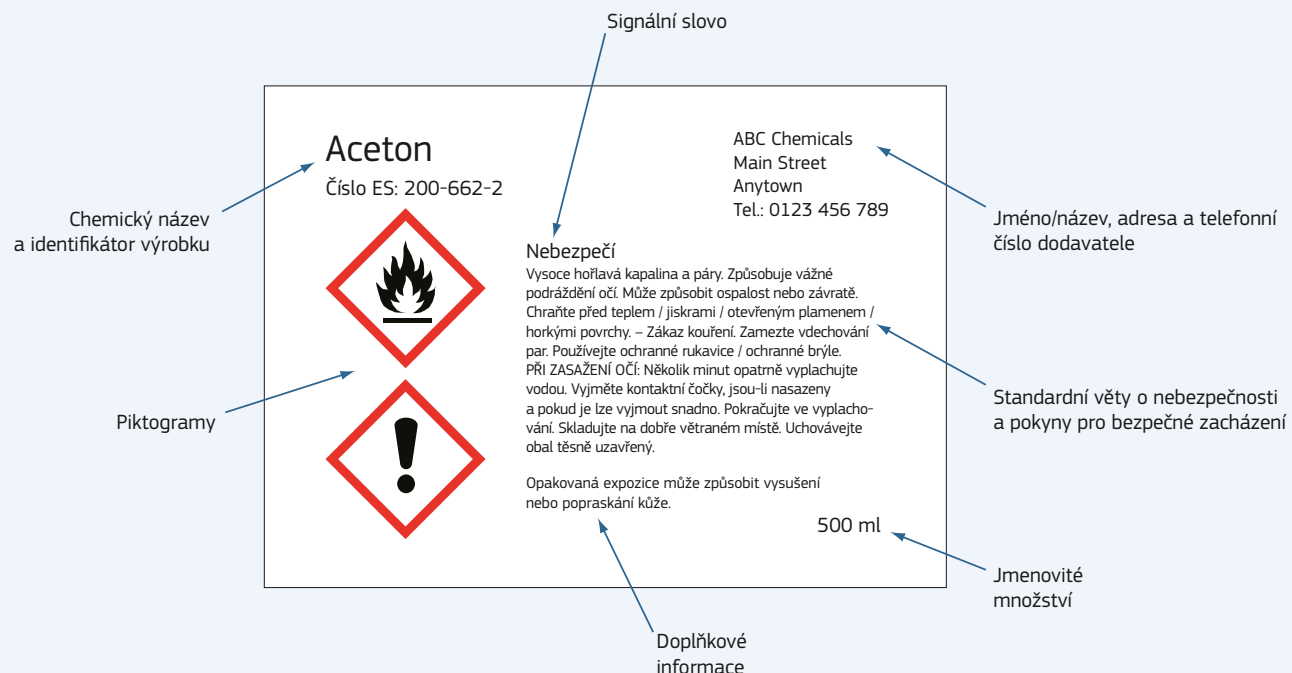 Signální slovo
Aceton
Číslo ES: 200-662-2
ABC Chemicals
Main Street
Anytown
Tel.: 0123 456 789
Chemický název
a identifikátor výrobku
Jméno/název, adresa a telefonní
číslo dodavatele
Nebezpečí
Vysoce hořlavá kapalina a páry. Způsobuje vážné
podráždění očí. Může způsobit ospalost nebo závratě.
Chraňte před teplem / jiskrami / otevřeným plamenem /
horkými povrchy. – Zákaz kouření. Zamezte vdechování
par. Používejte ochranné rukavice / ochranné brýle.
PŘI ZASAŽENÍ OČÍ: Několik minut opatrně vyplachujte
vodou. Vyjměte kontaktní čočky, jsou-li nasazeny
a pokud je lze vyjmout snadno. Pokračujte ve vyplacho-
vání. Skladujte na dobře větraném místě. Uchovávejte
obal těsně uzavřený.
Piktogramy
Standardní věty o nebezpečnosti
a pokyny pro bezpečné zacházení
Opakovaná expozice může způsobit vysušení
nebo popraskání kůže.
500 ml
Jmenovité
množství
Doplňkové
informace